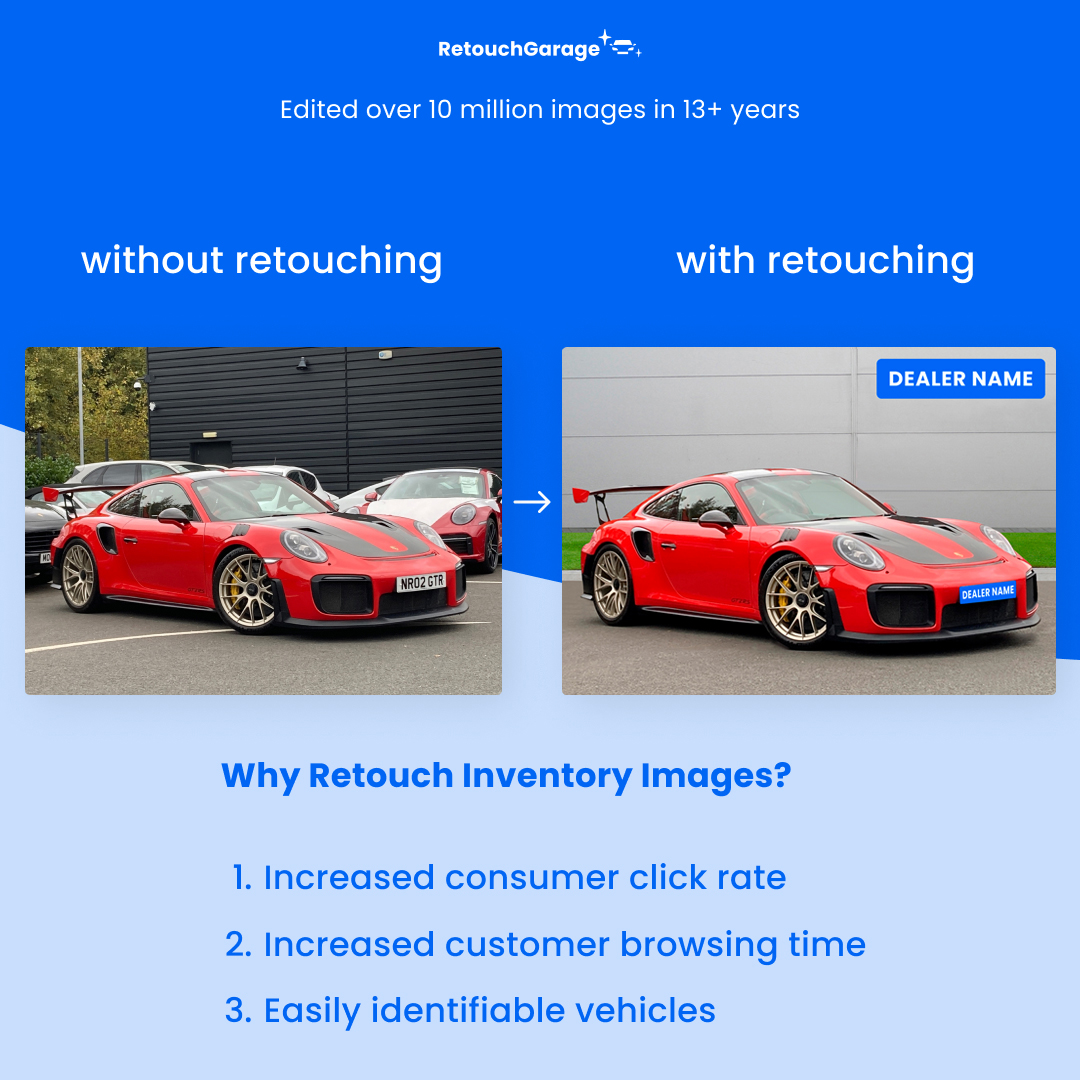 RetouchGarage
Edited over 10 million images in 13+ years
without retouching
with retouching
DEALER NAME
NR02 GTR
DEALER NAME
Why Retouch Inventory Images?
1. Increased consumer click rate
2. Increased customer browsing time
3. Easily identifiable vehicles